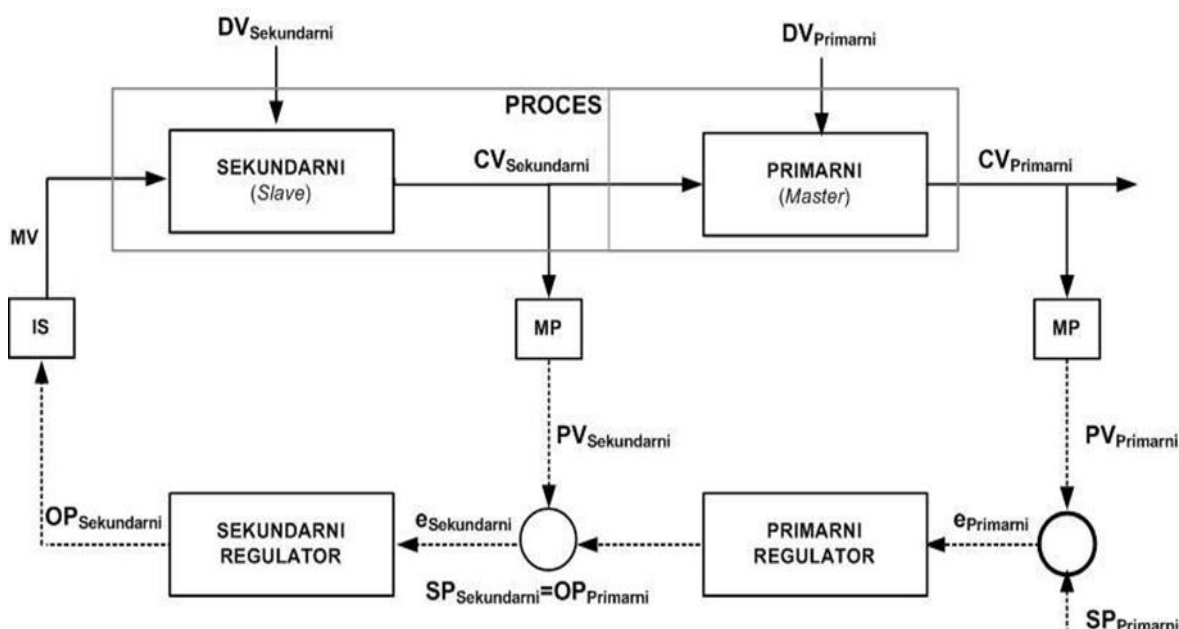 DVSekundarni
DVPrimarni
PROCES
SEKUNDARNI
(Slave)
CVSekundarni
PRIMARNI
(Master)
CVPrimarni
MV
IS
MP
MP
PVSekundarni
PVPrimarni
OPSekundarni
SEKUNDARNI
REGULATOR
eSekundarni
PRIMARNI
REGULATOR
ePrimarni
SPSekundarni=OPPrimarni
SPPrimarni